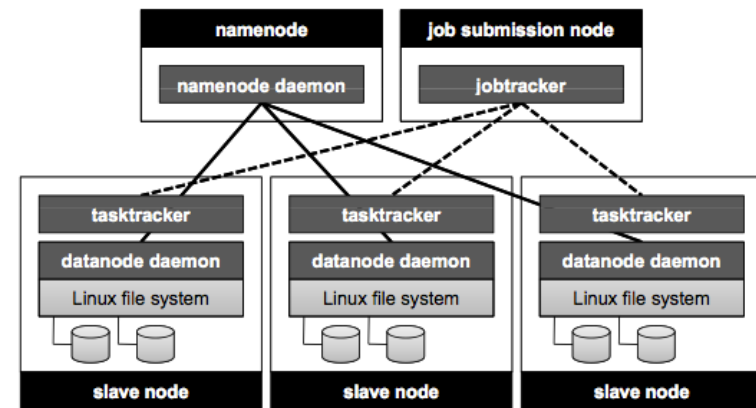 namenode
job submission node
namenode daemon
jobtracker
tasktracker
tasktracker
tasktracker
datanode daemon
datanode daemon
datanode daemon
Linux file system
Linux file system
Linux file system
slave node
slave node
slave node